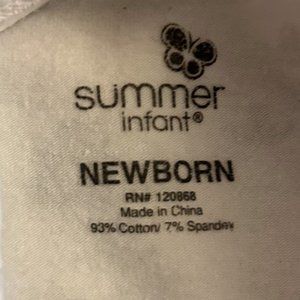 summer
infant®
NEWBORN
RN# 120868
Made in China
93% Cotton/ 7% Spandex